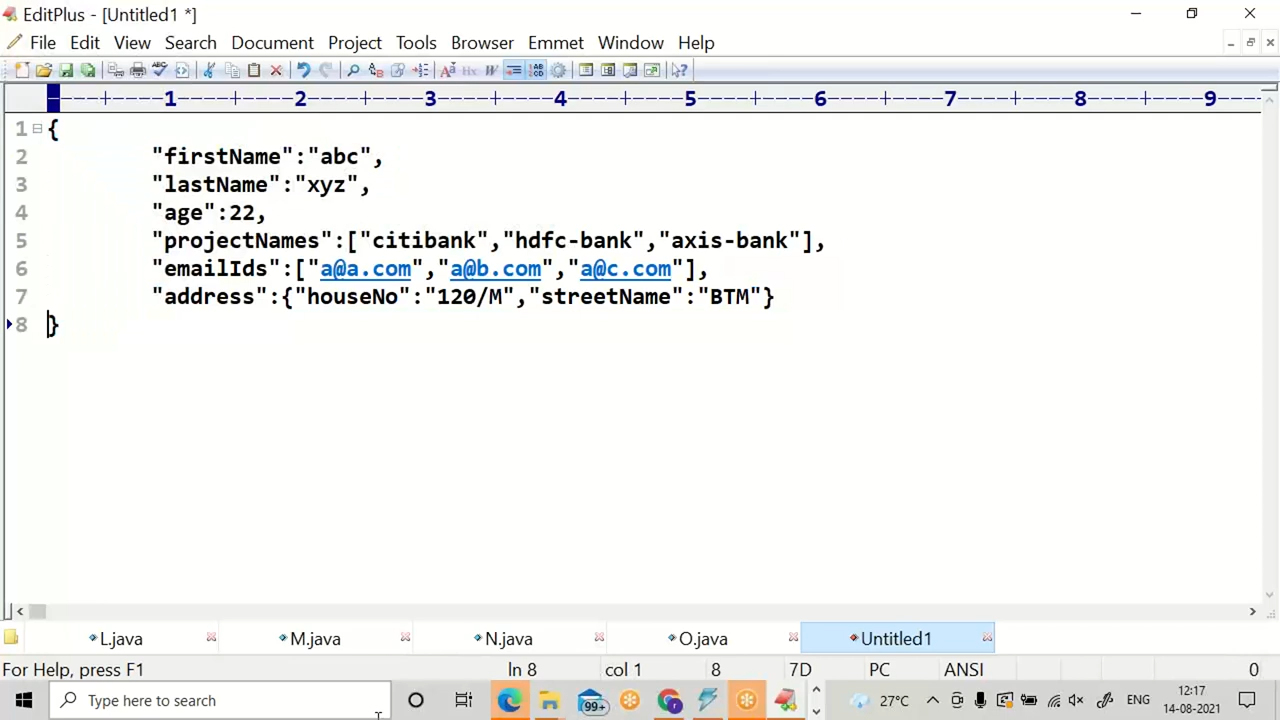 EditPlus - [Untitled1 *]
File Edit View Search Document Project Tools Browser Emmet Window Help
----+----1----+----2----+----3----+----4----+----5----+----6----+----7----+----8----+----9----
1 {
2 "firstName":"abc",
3 "lastName":"xyz",
4 "age":22,
5 "projectNames":["citibank","hdfc-bank","axis-bank"],
6 "emailIds":["a@a.com","a@b.com","a@c.com"],
7 "address":{"houseNo":"120/M","streetName":"BTM"}
8 }
L.java M.java N.java O.java Untitled1
For Help, press F1 ln 8 col 1 8 7D PC ANSI 0
Type here to search 99+ 27°C ENG 12:17
14-08-2021